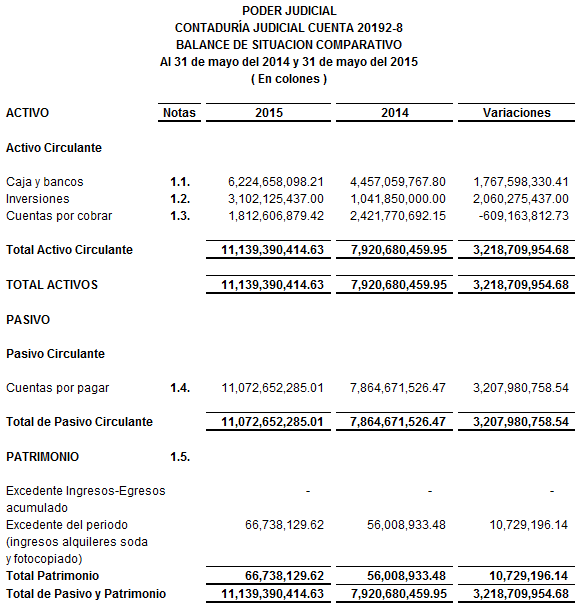 PODER JUDICIAL
CONTADURÍA JUDICIAL CUENTA 20192-8
BALANCE DE SITUACION COMPARATIVO
Al 31 de mayo del 2014 y 31 de mayo del 2015
( En colones )
ACTIVO Notas 2015 2014 Variaciones
Activo Circulante
Caja y bancos 1.1. 6,224,658,098.21 4,457,059,767.80 1,767,598,330.41
Inversiones 1.2. 3,102,125,437.00 1,041,850,000.00 2,060,275,437.00
Cuentas por cobrar 1.3. 1,812,606,879.42 2,421,770,692.15 -609,163,812.73
Total Activo Circulante 11,139,390,414.63 7,920,680,459.95 3,218,709,954.68
TOTAL ACTIVOS 11,139,390,414.63 7,920,680,459.95 3,218,709,954.68
PASIVO
Pasivo Circulante
Cuentas por pagar 1.4. 11,072,652,285.01 7,864,671,526.47 3,207,980,758.54
Total de Pasivo Circulante 11,072,652,285.01 7,864,671,526.47 3,207,980,758.54
PATRIMONIO 1.5.
Excedente Ingresos-Egresos - - -
acumulado
Excedente del periodo 66,738,129.62 56,008,933.48 10,729,196.14
(ingresos alquileres soda
y fotocopiado)
Total Patrimonio 66,738,129.62 56,008,933.48 10,729,196.14
Total de Pasivo y Patrimonio 11,139,390,414.63 7,920,680,459.95 3,218,709,954.68